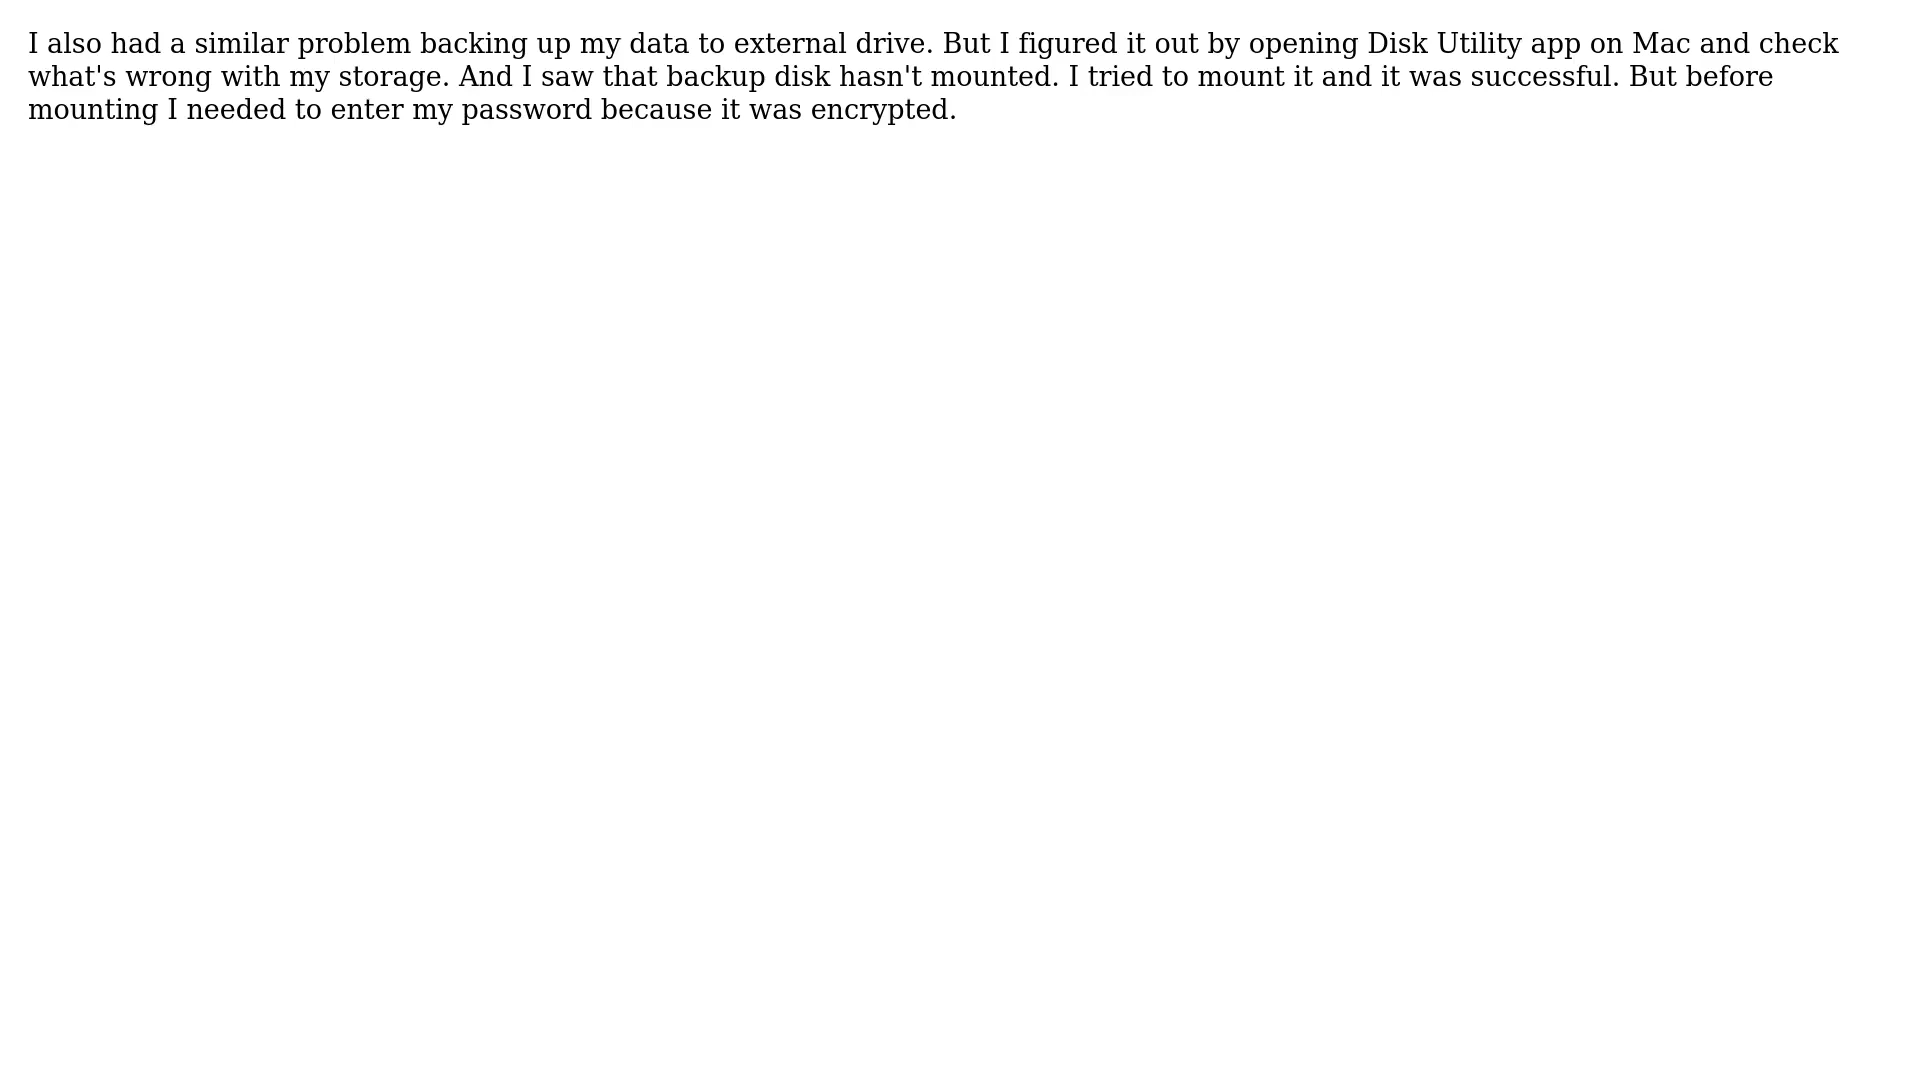 I also had a similar problem backing up my data to external drive. But I figured it out by opening Disk Utility app on Mac and check
what's wrong with my storage. And I saw that backup disk hasn't mounted. I tried to mount it and it was successful. But before
mounting I needed to enter my password because it was encrypted.